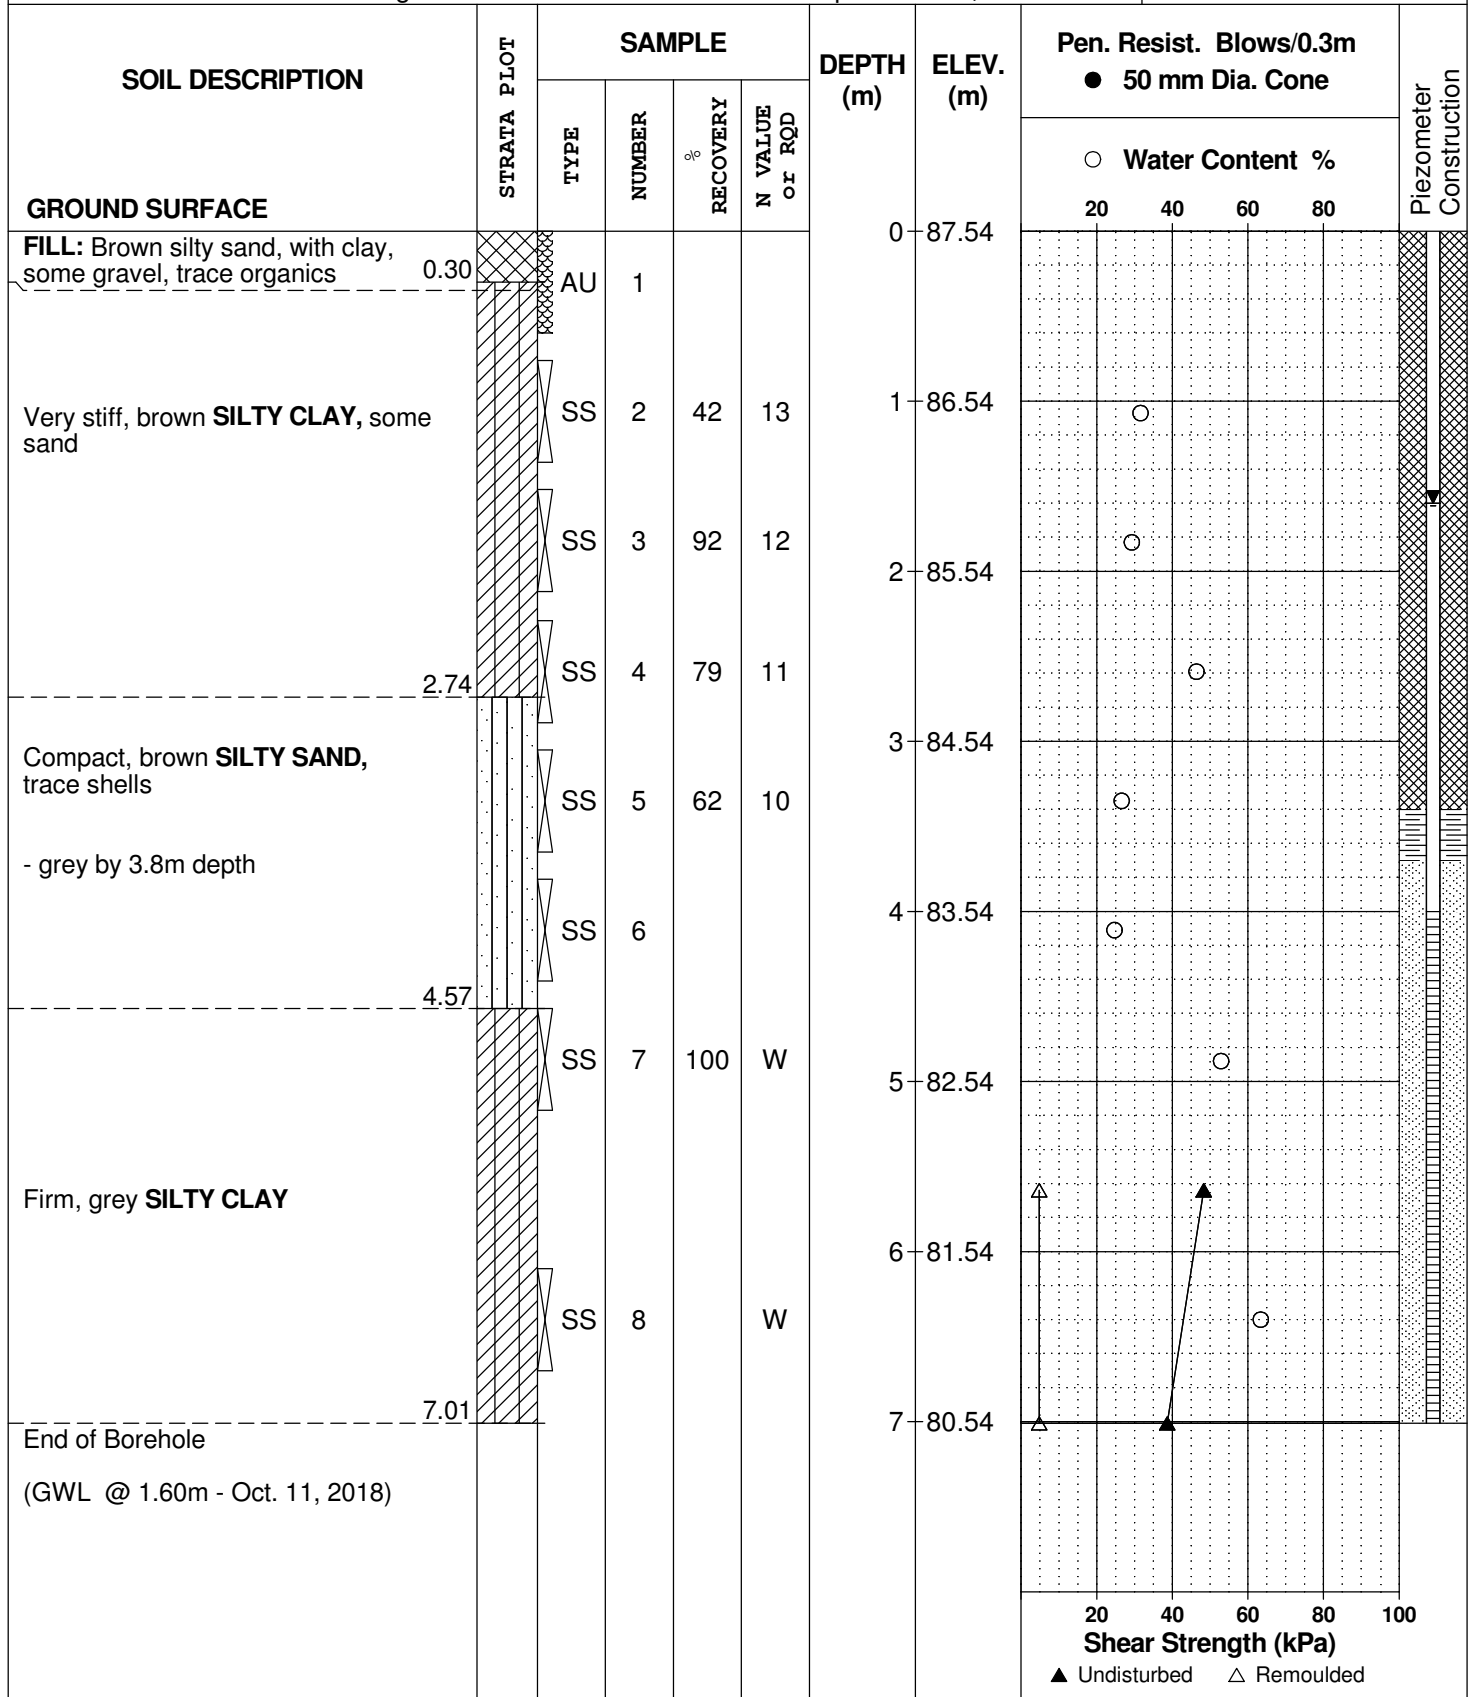 SOIL DESCRIPTION
GROUND SURFACE
STRATA PLOT
SAMPLE
TYPE
NUMBER
%
RECOVERY
N VALUE
or RQD
DEPTH
(m)
ELEV.
(m)
Pen. Resist. Blows/0.3m
● 50 mm Dia. Cone
○ Water Content %
20 40 60 80
Piezometer
Construction
0 87.54
FILL: Brown silty sand, with clay,
some gravel, trace organics 0.30
AU 1
Very stiff, brown SILTY CLAY, some
sand
SS 2 42 13
1 86.54
SS 3 92 12
2 85.54
SS 4 79 11
2.74
3 84.54
Compact, brown SILTY SAND,
trace shells
SS 5 62 10
- grey by 3.8m depth
4 83.54
SS 6
4.57
SS 7 100 W
5 82.54
Firm, grey SILTY CLAY
6 81.54
SS 8 W
7.01
7 80.54
End of Borehole
(GWL @ 1.60m - Oct. 11, 2018)
20 40 60 80 100
Shear Strength (kPa)
▲ Undisturbed △ Remoulded